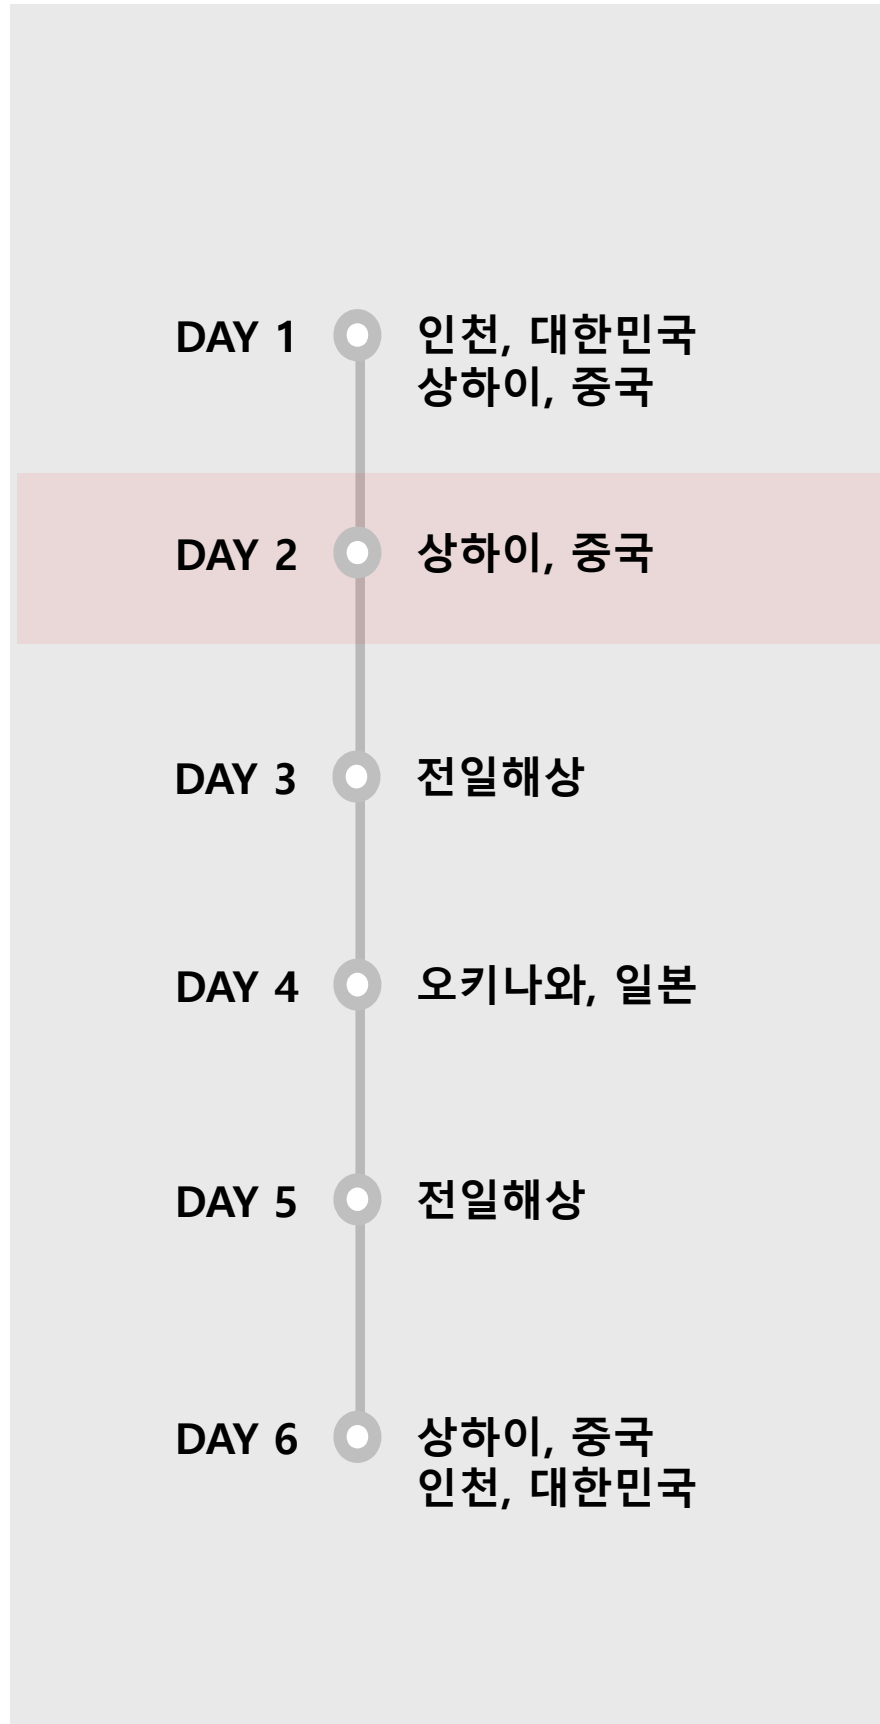 DAY 1 인천, 대한민국
상하이, 중국
DAY 2 상하이, 중국
DAY 3 전일해상
DAY 4 오키나와, 일본
DAY 5 전일해상
DAY 6 상하이, 중국
인천, 대한민국